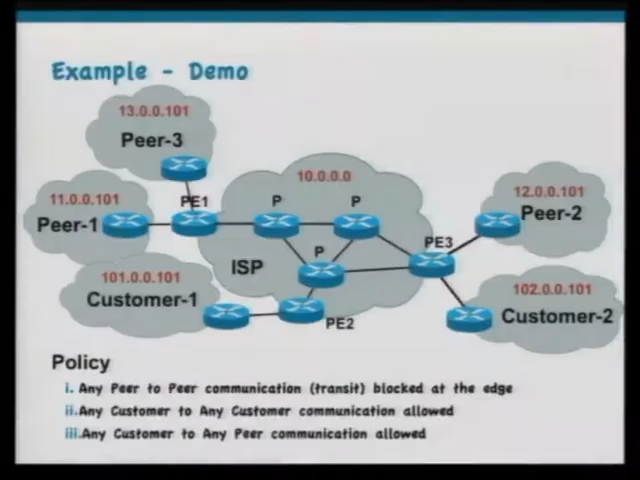 Example - Demo
13.0.0.101
Peer-3
11.0.0.101
Peer-1
PE1
P
10.0.0.0
P
12.0.0.101
Peer-2
PE3
P
ISP
101.0.0.101
Customer-1
PE2
102.0.0.101
Customer-2
Policy
i. Any Peer to Peer communication (transit) blocked at the edge
ii.Any Customer to Any Customer communication allowed
iii.Any Customer to Any Peer communication allowed